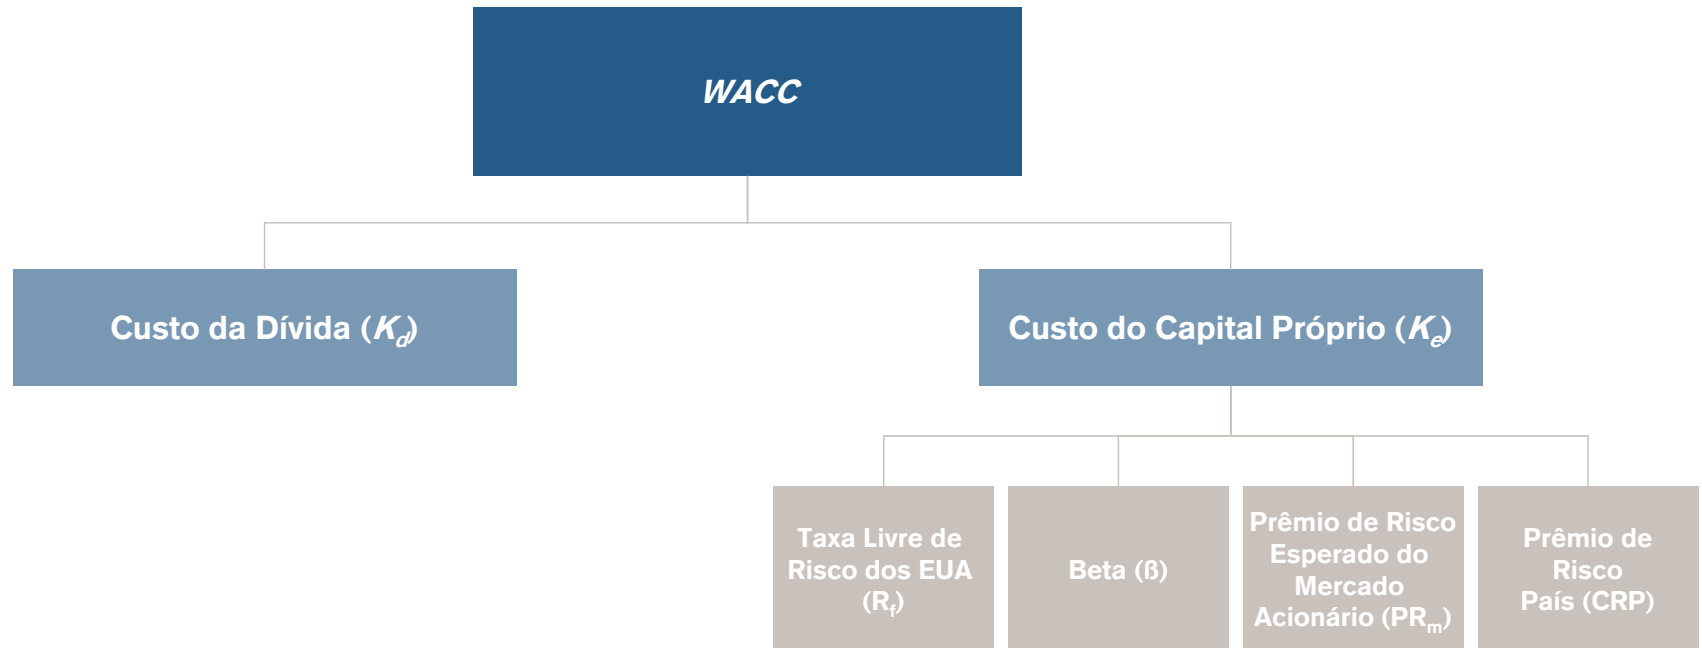 WACC
Custo da Dívida (Kd)
Custo do Capital Próprio (Ke)
Taxa Livre de
Risco dos EUA
(Rf)
Beta (ß)
Prêmio de Risco
Esperado do
Mercado
Acionário (PRm)
Prêmio de
Risco
País (CRP)